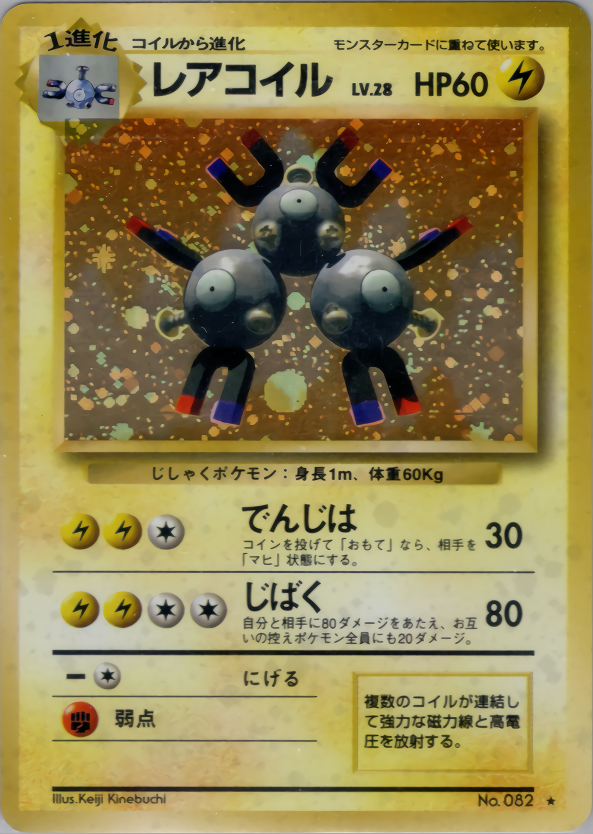 1進化 コイルから進化 モンスターカードに重ねて使います。
レアコイル LV.28 HP60
じしゃくポケモン：身長1m、体重60Kg
でんじは 30
コインを投げて「おもて」なら、相手を
「マヒ」状態にする。
じばく 80
自分と相手に80ダメージをあたえ、お互
いの控えポケモン全員にも20ダメージ。
ー にげる
弱点
複数のコイルが連結し
て強力な磁力線と高電
圧を放射する。
Illus.Keiji Kinebuchi No. 082 ★